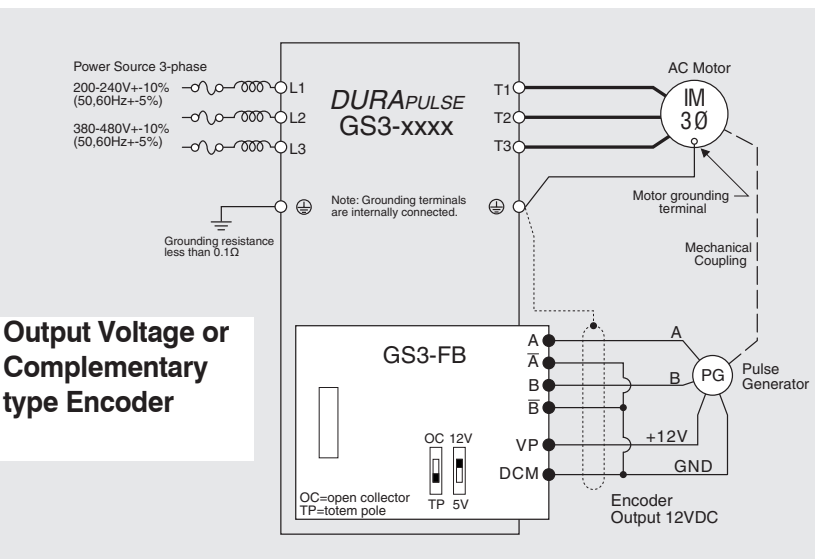 Power Source 3-phase
200-240V+-10%
(50,60Hz+-5%)
380-480V+-10%
(50,60Hz+-5%)
L1
L2
L3
DURAPULSE
GS3-xxxx
T1
T2
T3
AC Motor
IM
3Ø
Note: Grounding terminals
are internally connected.
Grounding resistance
less than 0.1Ω
Motor grounding
terminal
Mechanical
Coupling
Output Voltage or
Complementary
type Encoder
GS3-FB
A
A̅
B
B̅
VP
DCM
OC 12V
TP 5V
OC=open collector
TP=totem pole
A
B
+12V
GND
PG
Pulse
Generator
Encoder
Output 12VDC